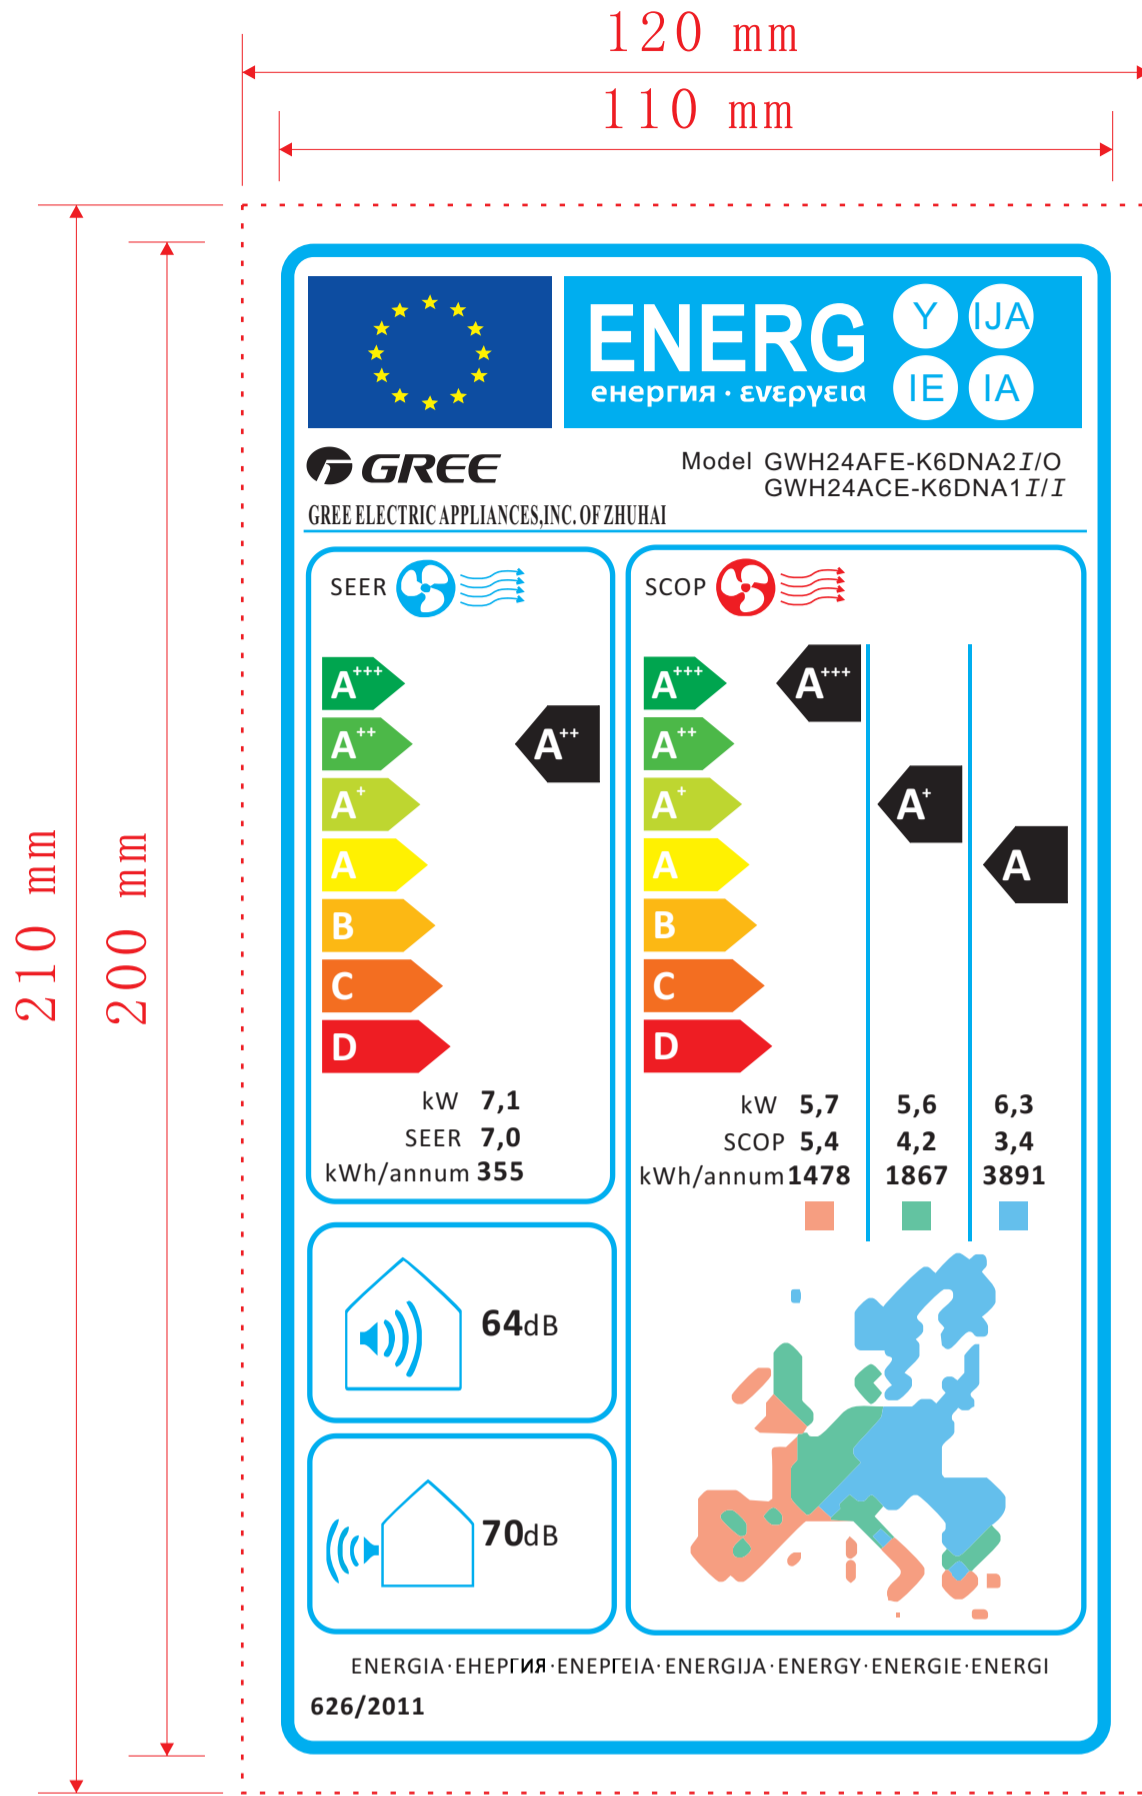 120 mm
110 mm
210 mm
200 mm
ENERG
енергия · ενεργεια
Y IJA
IE IA
GREE
GREE ELECTRIC APPLIANCES,INC. OF ZHUHAI
Model GWH24AFE-K6DNA2I/O
GWH24ACE-K6DNA1I/I
SEER
A+++
A++
A+
A
B
C
D
A++
kW 7,1
SEER 7,0
kWh/annum 355
SCOP
A+++
A++
A+
A
B
C
D
A+++
A+
A
kW 5,7 5,6 6,3
SCOP 5,4 4,2 3,4
kWh/annum 1478 1867 3891
64dB
70dB
ENERGIA·ЕНЕРГИЯ·ΕΝΕΡΓΕΙΑ·ENERGIJA·ENERGY·ENERGIE·ENERGI
626/2011